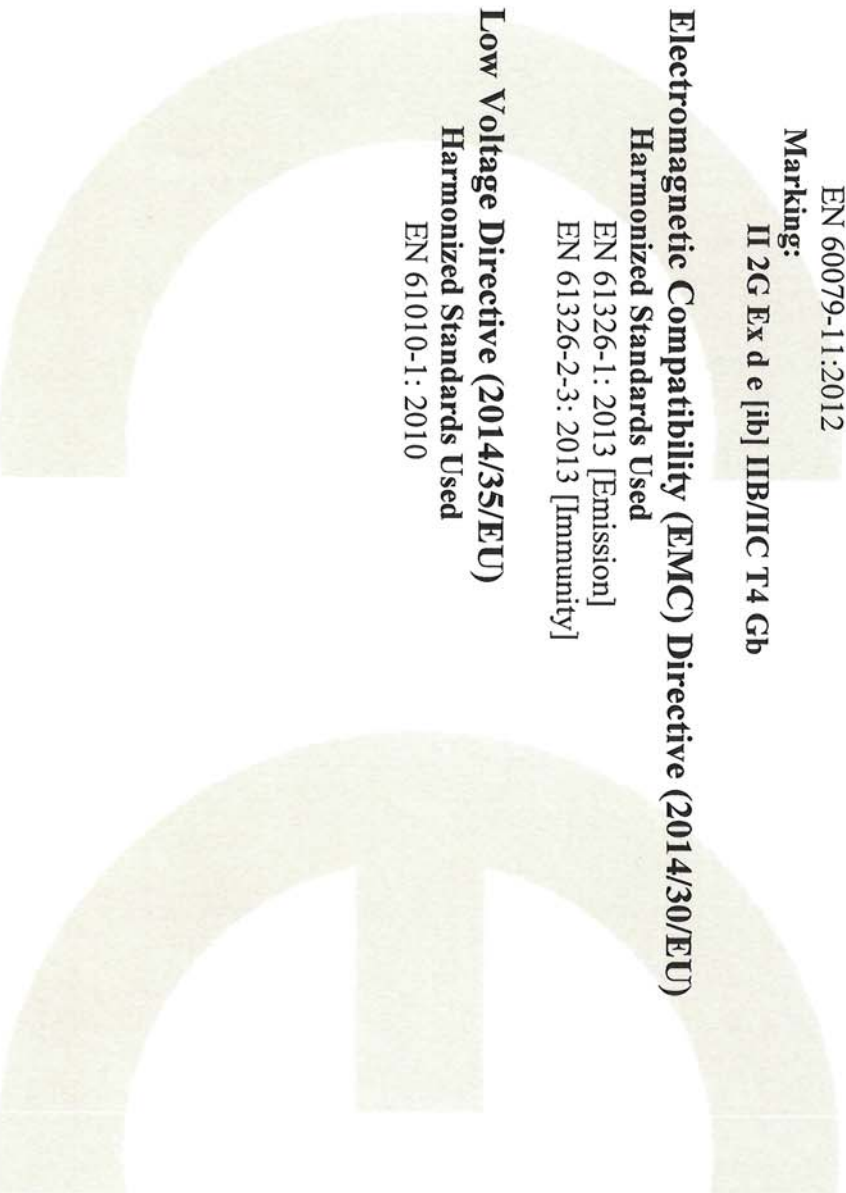 EN 60079-11:2012
Marking:
II 2G Ex d e [ib] IIB/IIC T4 Gb
Electromagnetic Compatibility (EMC) Directive (2014/30/EU)
Harmonized Standards Used
EN 61326-1: 2013 [Emission]
EN 61326-2-3: 2013 [Immunity]
Low Voltage Directive (2014/35/EU)
Harmonized Standards Used
EN 61010-1: 2010